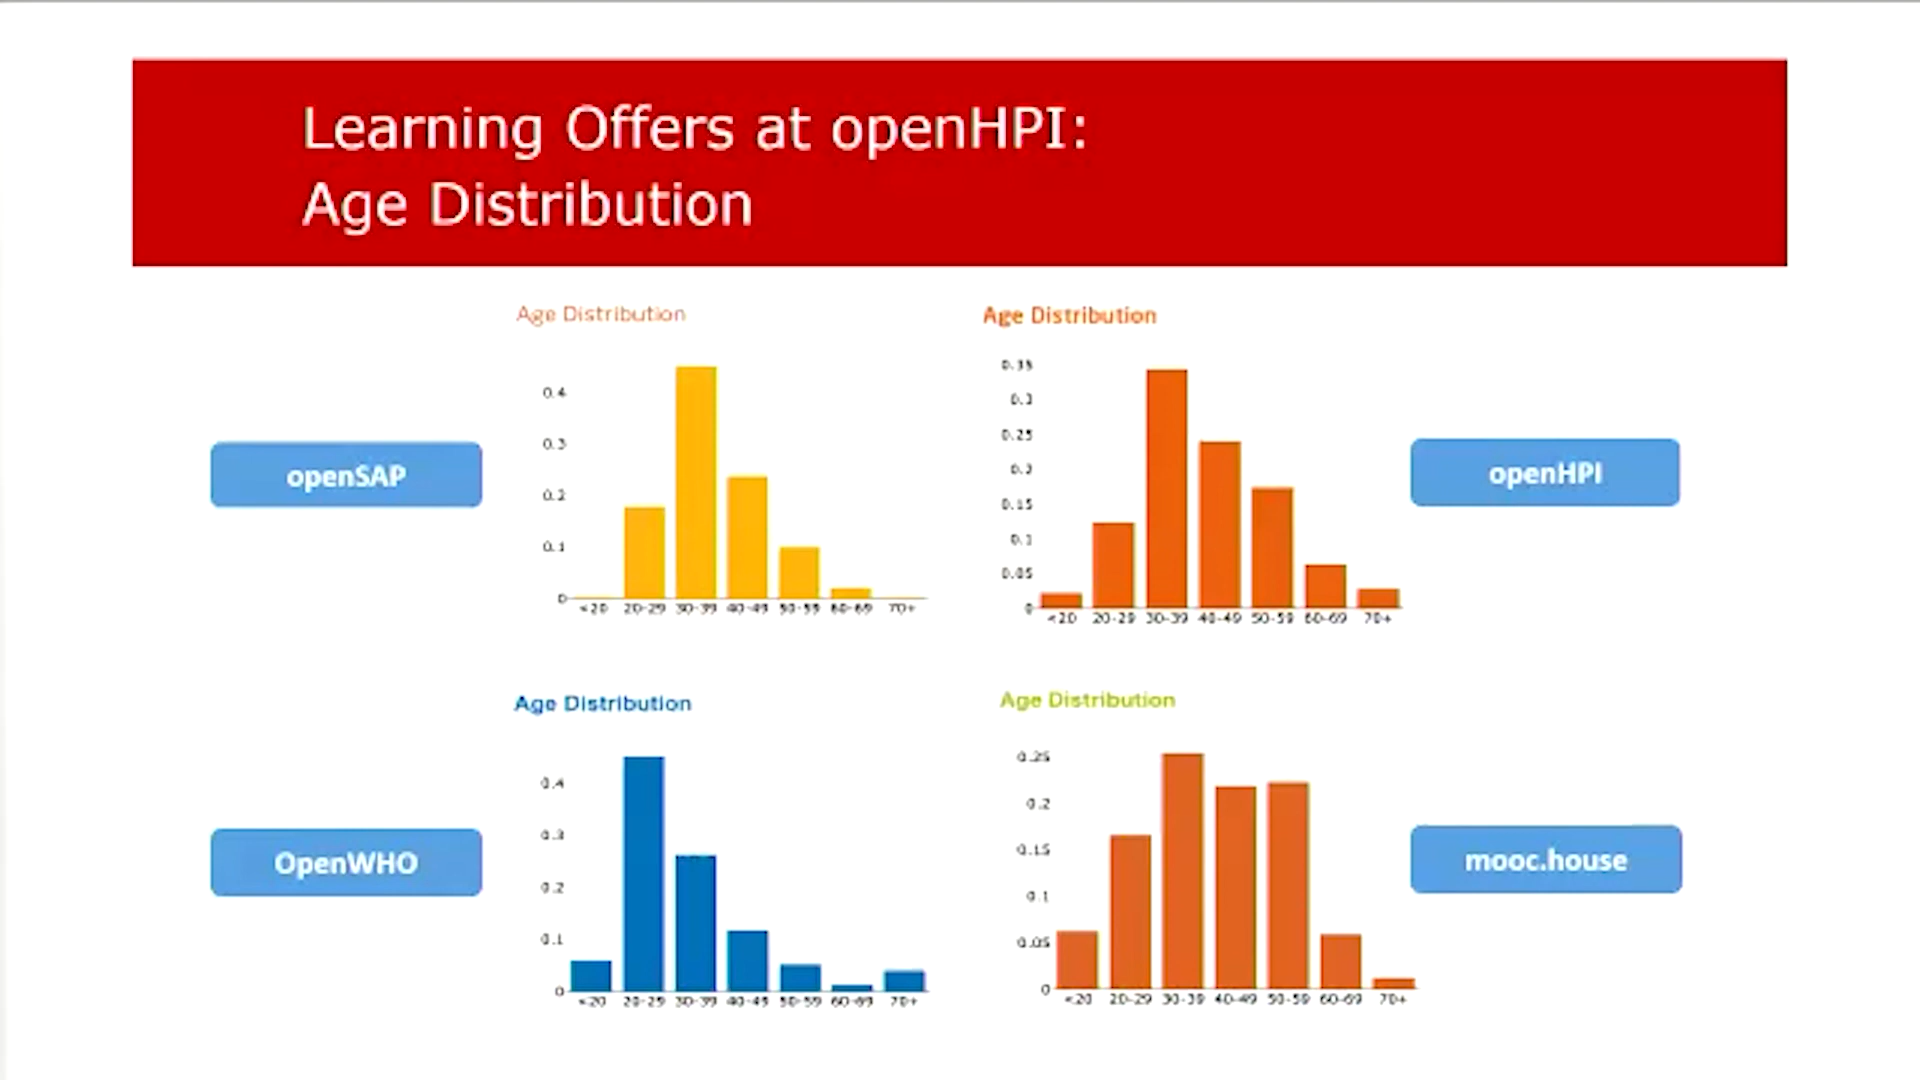 Learning Offers at openHPI:
Age Distribution
Age Distribution
0.4
0.3
0.2
0.1
0
<20 20-29 30-39 40-49 50-59 60-69 70+
openSAP
Age Distribution
0.35
0.3
0.25
0.2
0.15
0.1
0.05
0
<20 20-29 30-39 40-49 50-59 60-69 70+
openHPI
Age Distribution
0.4
0.3
0.2
0.1
0
<20 20-29 30-39 40-49 50-59 60-69 70+
OpenWHO
Age Distribution
0.25
0.2
0.15
0.1
0.05
0
<20 20-29 30-39 40-49 50-59 60-69 70+
mooc.house